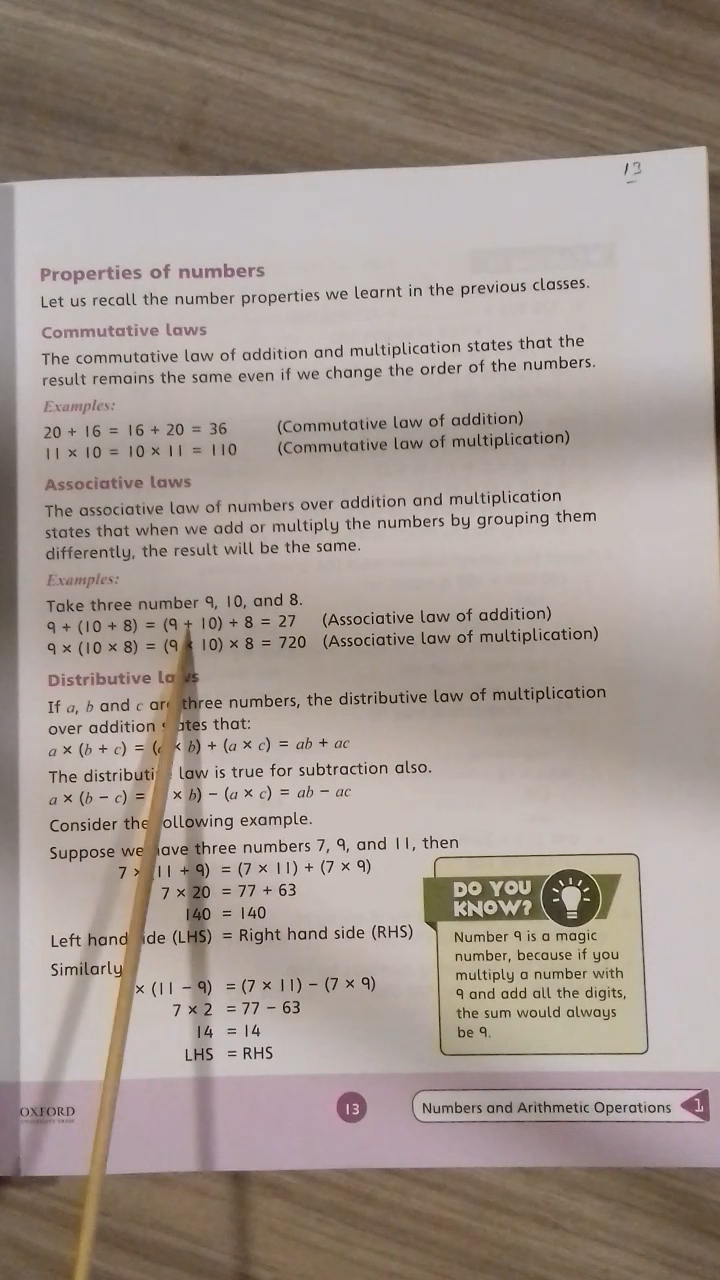 13
Properties of numbers
Let us recall the number properties we learnt in the previous classes.
Commutative laws
The commutative law of addition and multiplication states that the
result remains the same even if we change the order of the numbers.
Examples:
20 + 16 = 16 + 20 = 36 (Commutative law of addition)
11 × 10 = 10 × 11 = 110 (Commutative law of multiplication)
Associative laws
The associative law of numbers over addition and multiplication
states that when we add or multiply the numbers by grouping them
differently, the result will be the same.
Examples:
Take three number 9, 10, and 8.
9 + (10 + 8) = (9 + 10) + 8 = 27 (Associative law of addition)
9 × (10 × 8) = (9 × 10) × 8 = 720 (Associative law of multiplication)
Distributive laws
If a, b and c are three numbers, the distributive law of multiplication
over addition states that:
a × (b + c) = (a × b) + (a × c) = ab + ac
The distributive law is true for subtraction also.
a × (b − c) = × b) − (a × c) = ab − ac
Consider the following example.
Suppose we have three numbers 7, 9, and 11, then
7 × (11 + 9) = (7 × 11) + (7 × 9)
7 × 20 = 77 + 63
140 = 140
Left hand side (LHS) = Right hand side (RHS)
Similarly
× (11 − 9) = (7 × 11) − (7 × 9)
7 × 2 = 77 − 63
14 = 14
LHS = RHS
DO YOU
KNOW?
Number 9 is a magic
number, because if you
multiply a number with
9 and add all the digits,
the sum would always
be 9.
OXFORD
13
Numbers and Arithmetic Operations 1